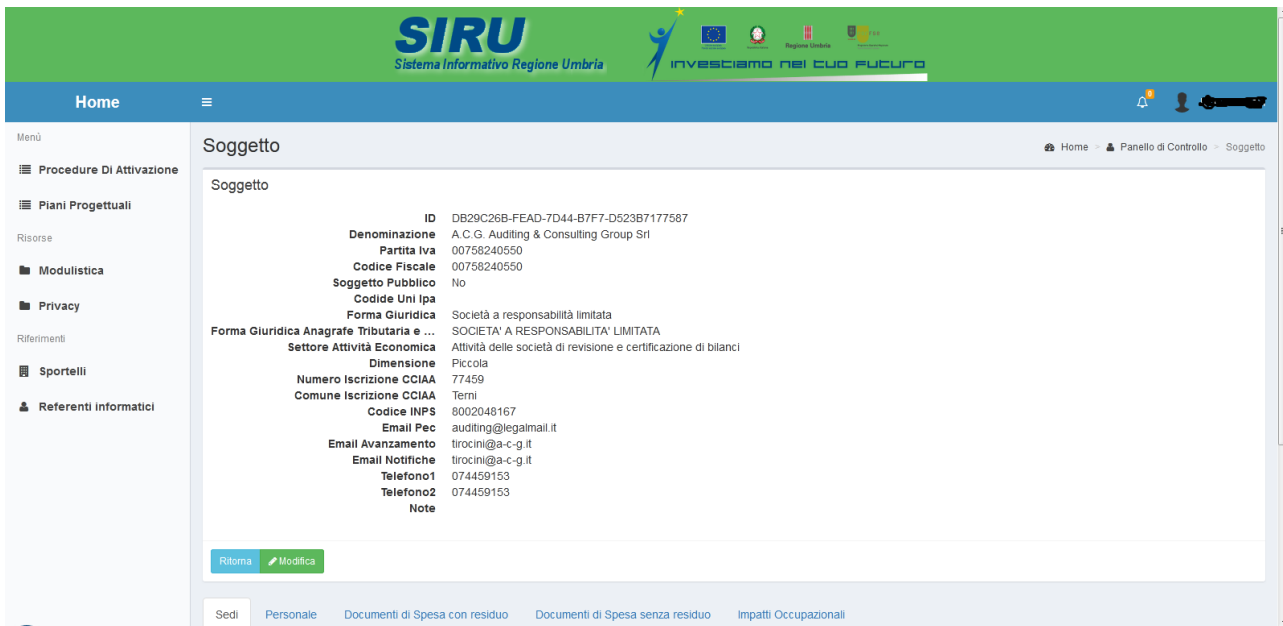 SIRU
Sistema Informativo Regione Umbria
Regione Umbria
investiamo nel tuo futuro
Home
0
Menù
Procedure Di Attivazione
Piani Progettuali
Risorse
Modulistica
Privacy
Riferimenti
Sportelli
Referenti informatici
Soggetto
Home > Panello di Controllo > Soggetto
Soggetto
ID DB29C26B-FEAD-7D44-B7F7-D523B7177587
Denominazione A.C.G. Auditing & Consulting Group Srl
Partita Iva 00758240550
Codice Fiscale 00758240550
Soggetto Pubblico No
Codide Uni Ipa
Forma Giuridica Società a responsabilità limitata
Forma Giuridica Anagrafe Tributaria e ... SOCIETA' A RESPONSABILITA' LIMITATA
Settore Attività Economica Attività delle società di revisione e certificazione di bilanci
Dimensione Piccola
Numero Iscrizione CCIAA 77459
Comune Iscrizione CCIAA Terni
Codice INPS 8002048167
Email Pec auditing@legalmail.it
Email Avanzamento tirocini@a-c-g.it
Email Notifiche tirocini@a-c-g.it
Telefono1 074459153
Telefono2 074459153
Note
Ritorna Modifica
Sedi Personale Documenti di Spesa con residuo Documenti di Spesa senza residuo Impatti Occupazionali